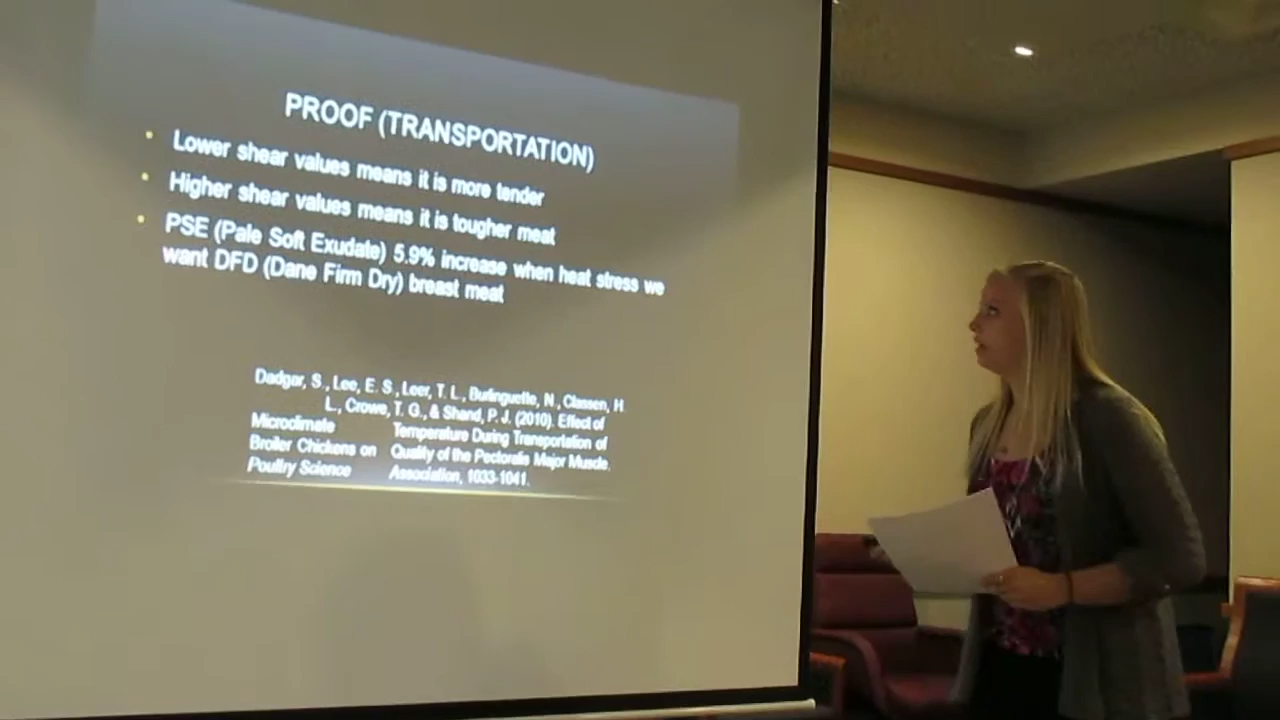 PROOF (TRANSPORTATION)
Lower shear values means it is more tender
Higher shear values means it is tougher meat
PSE (Pale Soft Exudate) 5.9% increase when heat stress we
want DFD (Dane Firm Dry) breast meat
Dadgar, S., Lee, E. S., Leer, T. L., Burlinguette, N., Classen, H.
L., Crowe, T. G., & Shand, P. J. (2010). Effect of
Microclimate Temperature During Transportation of
Broiler Chickens on Quality of the Pectoralis Major Muscle.
Poultry Science Association, 1033-1041.